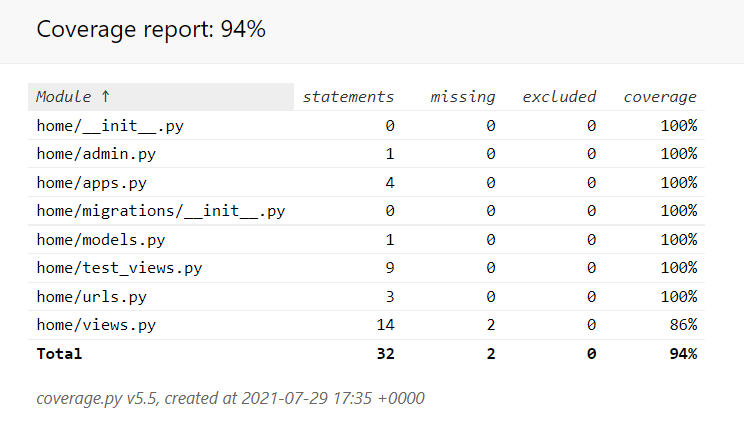 Coverage report: 94%
Module ↑ statements missing excluded coverage
home/__init__.py 0 0 0 100%
home/admin.py 1 0 0 100%
home/apps.py 4 0 0 100%
home/migrations/__init__.py 0 0 0 100%
home/models.py 1 0 0 100%
home/test_views.py 9 0 0 100%
home/urls.py 3 0 0 100%
home/views.py 14 2 0 86%
Total 32 2 0 94%
coverage.py v5.5, created at 2021-07-29 17:35 +0000